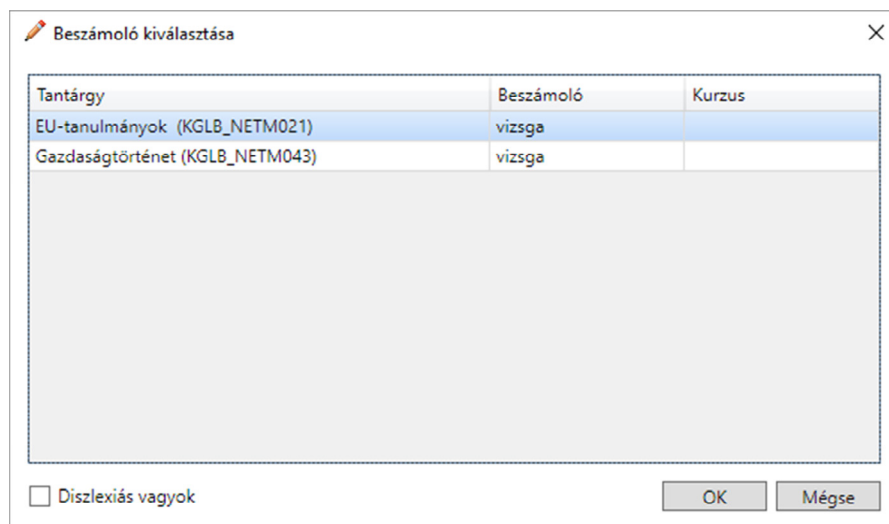 Beszámoló kiválasztása
Tantárgy Beszámoló Kurzus
EU-tanulmányok (KGLB_NETM021) vizsga
Gazdaságtörténet (KGLB_NETM043) vizsga
Diszlexiás vagyok OK Mégse